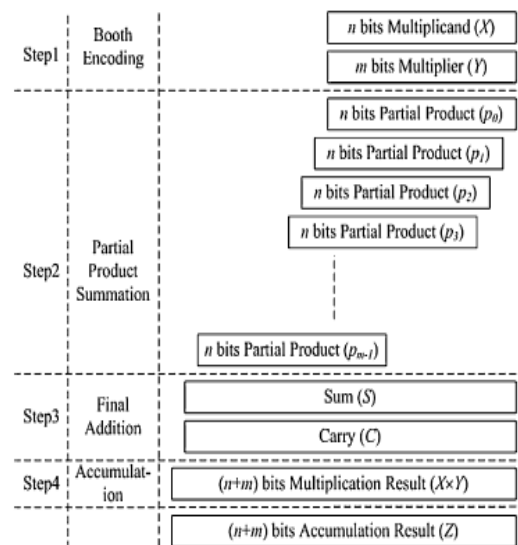 Step1
Booth
Encoding
n bits Multiplicand (X)
m bits Multiplier (Y)
Step2
Partial
Product
Summation
n bits Partial Product (p₀)
n bits Partial Product (p₁)
n bits Partial Product (p₂)
n bits Partial Product (p₃)
n bits Partial Product (pₘ₋₁)
Step3
Final
Addition
Sum (S)
Carry (C)
Step4
Accumulat-
ion
(n+m) bits Multiplication Result (X×Y)
(n+m) bits Accumulation Result (Z)